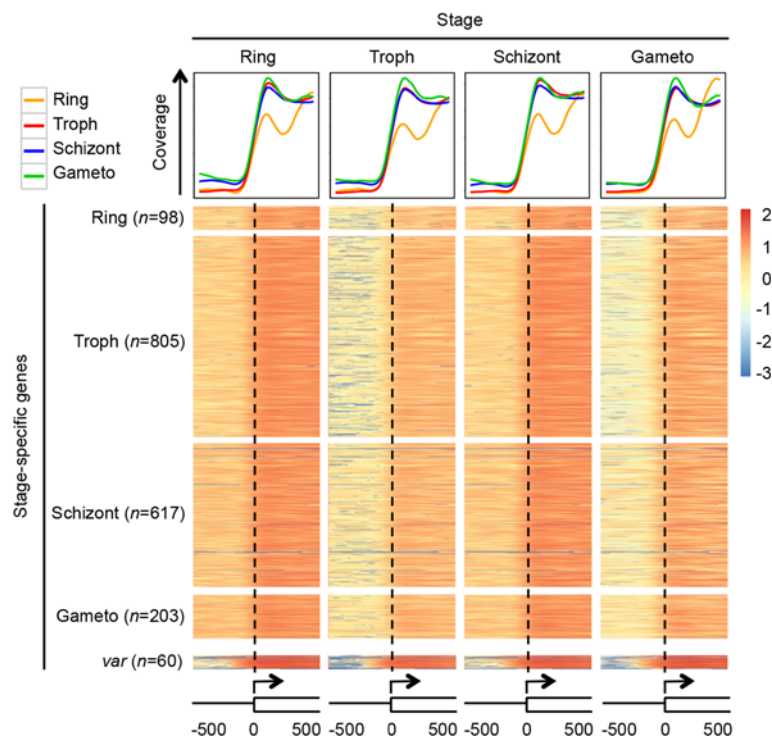 Stage
Ring Troph Schizont Gameto
Coverage
Ring
Troph
Schizont
Gameto
Stage-specific genes
Ring (n=98)
Troph (n=805)
Schizont (n=617)
Gameto (n=203)
var (n=60)
2
1
0
-1
-2
-3
-500 0 500 -500 0 500 -500 0 500 -500 0 500